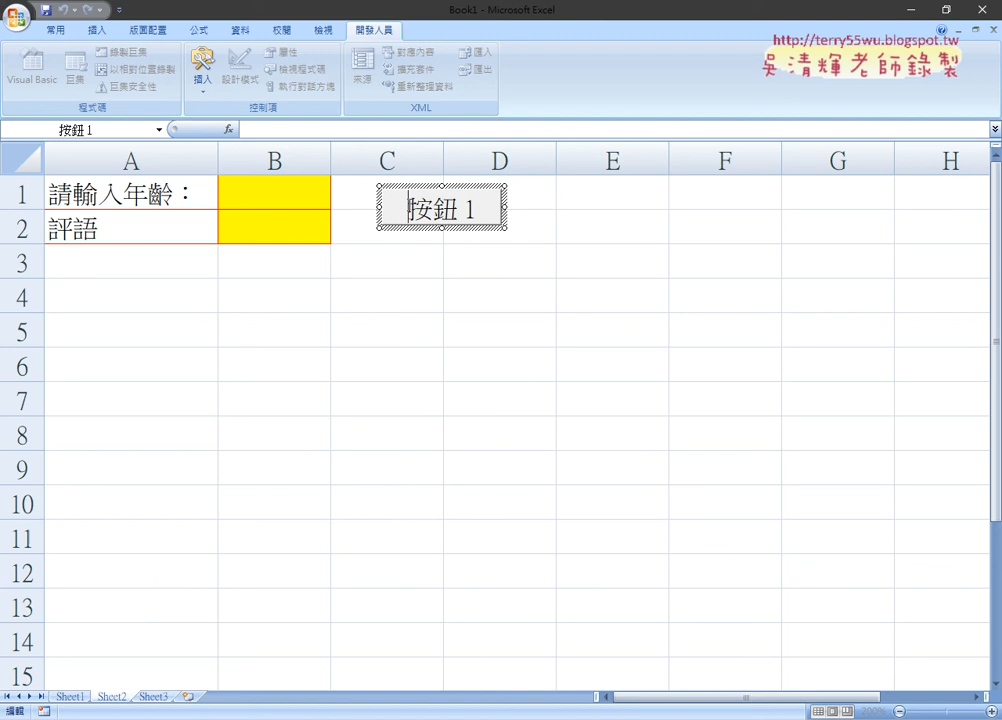 Book1 - Microsoft Excel
http://terry55wu.blogspot.tw
吳清輝老師錄製
常用 插入 版面配置 公式 資料 校閱 檢視 開發人員
Visual Basic 巨集 錄製巨集 以相對位置錄製 巨集安全性
程式碼
插入 設計模式 屬性 檢視程式碼 執行對話方塊
控制項
來源 對應內容 擴充套件 重新整理資料 匯入 匯出
XML
按鈕 1 fx
A B C D E F G H
1 請輸入年齡：
按鈕 1
2 評語
3
4
5
6
7
8
9
10
11
12
13
14
15
Sheet1 Sheet2 Sheet3
編輯 200%